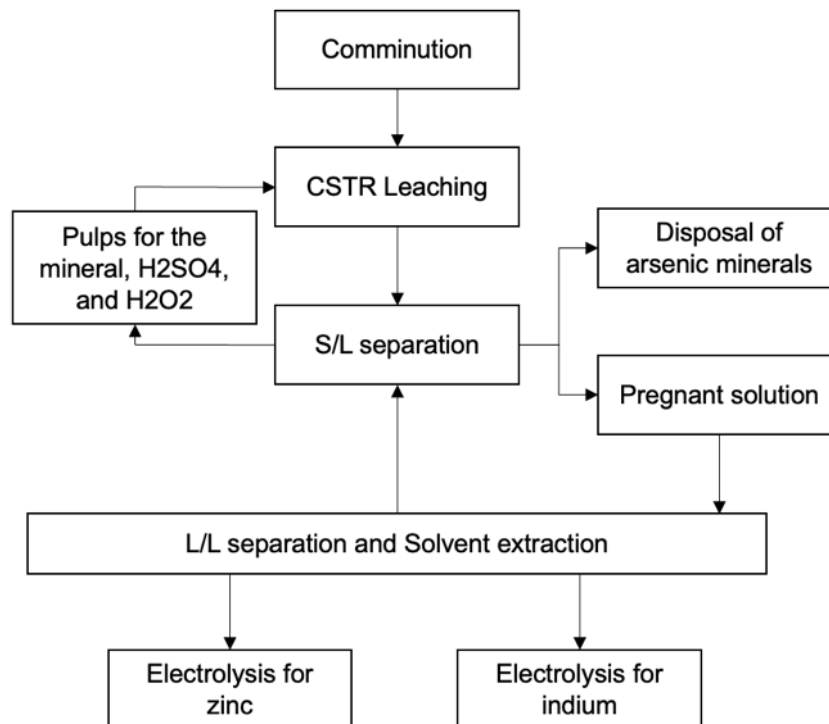 Comminution
CSTR Leaching
Pulps for the
mineral, H2SO4,
and H2O2
Disposal of
arsenic minerals
S/L separation
Pregnant solution
L/L separation and Solvent extraction
Electrolysis for
zinc
Electrolysis for
indium